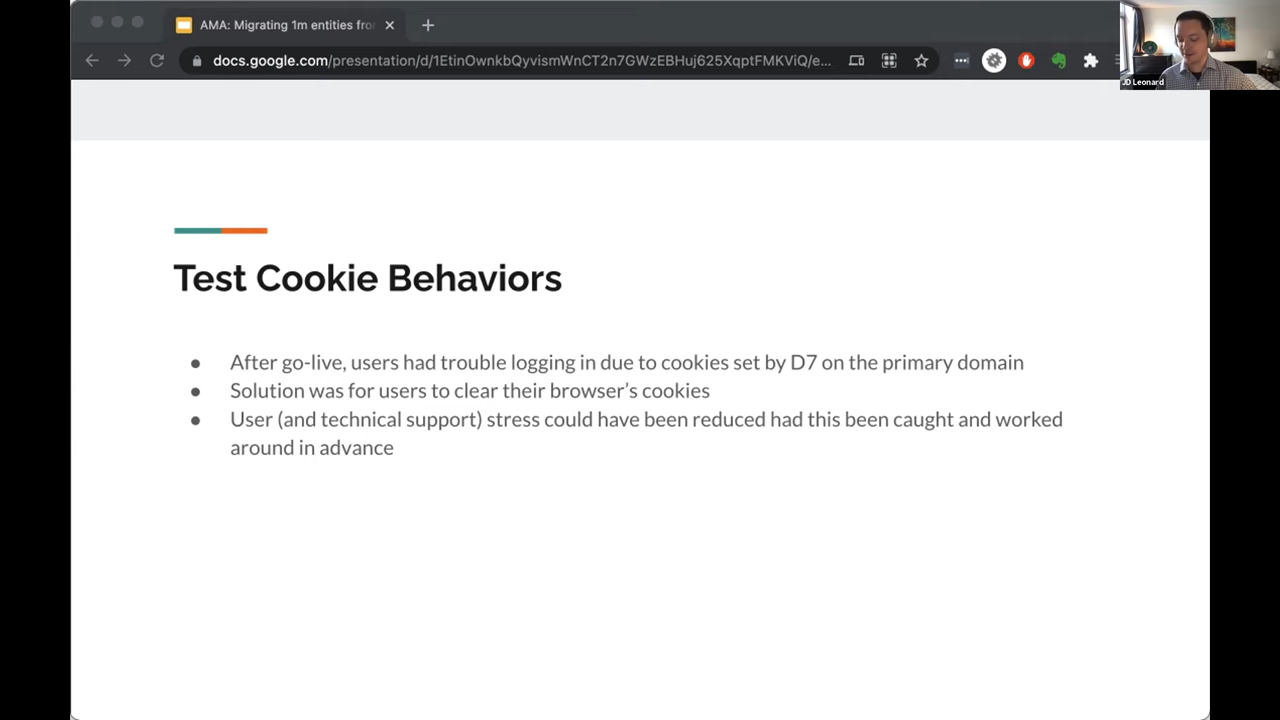 AMA: Migrating 1m entities fro
docs.google.com/presentation/d/1EtinOwnkbQyvismWnCT2n7GWzEBHuj625XqptFMKViQ/e...
JD Leonard
Test Cookie Behaviors
● After go-live, users had trouble logging in due to cookies set by D7 on the primary domain
● Solution was for users to clear their browser’s cookies
● User (and technical support) stress could have been reduced had this been caught and worked
around in advance